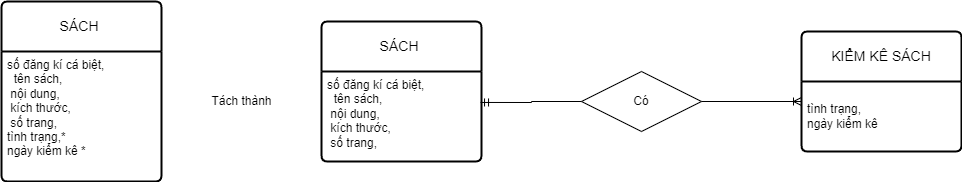 SÁCH
số đăng kí cá biệt,
tên sách,
nội dung,
kích thước,
số trang,
tình trạng,*
ngày kiểm kê *
Tách thành
SÁCH
số đăng kí cá biệt,
tên sách,
nội dung,
kích thước,
số trang,
Có
KIỂM KÊ SÁCH
tình trạng,
ngày kiểm kê